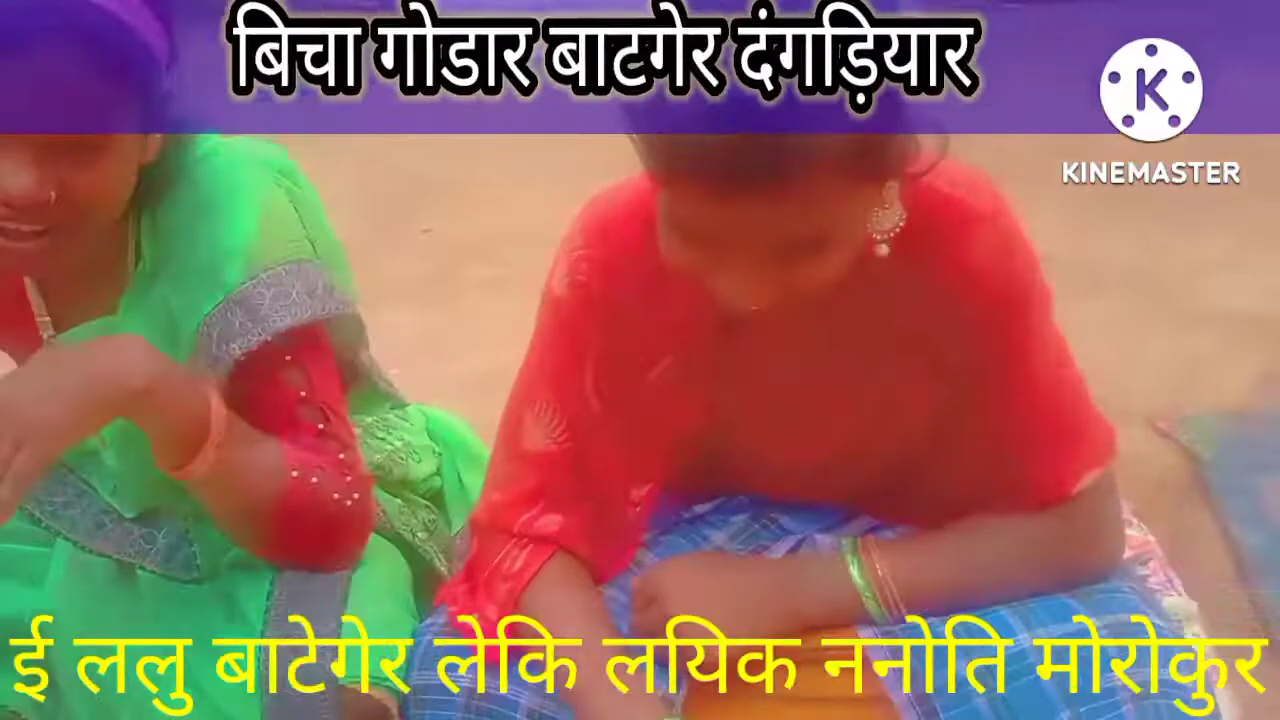 बिचा गोडार बाटगेर दंगड़ियार
K
KINEMASTER
ई ललु बाटेगेर लेकि लयिक ननोति मोरोकुर